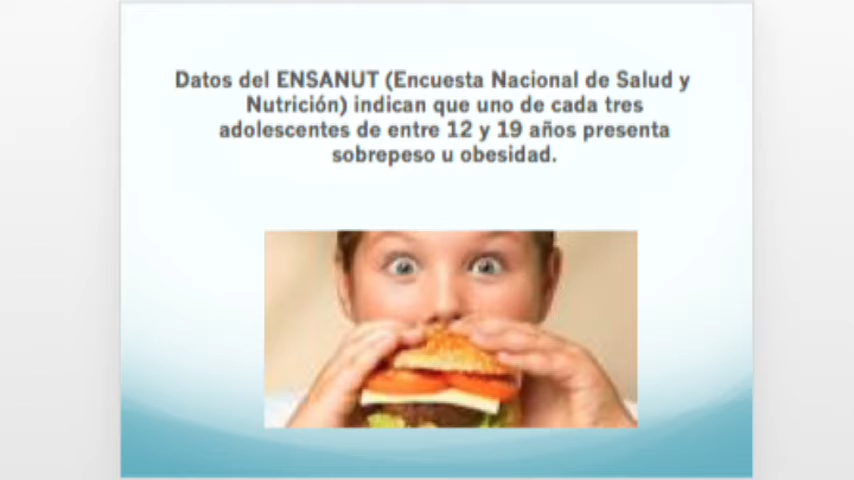 Datos del ENSANUT (Encuesta Nacional de Salud y
Nutrición) indican que uno de cada tres
adolescentes de entre 12 y 19 años presenta
sobrepeso u obesidad.